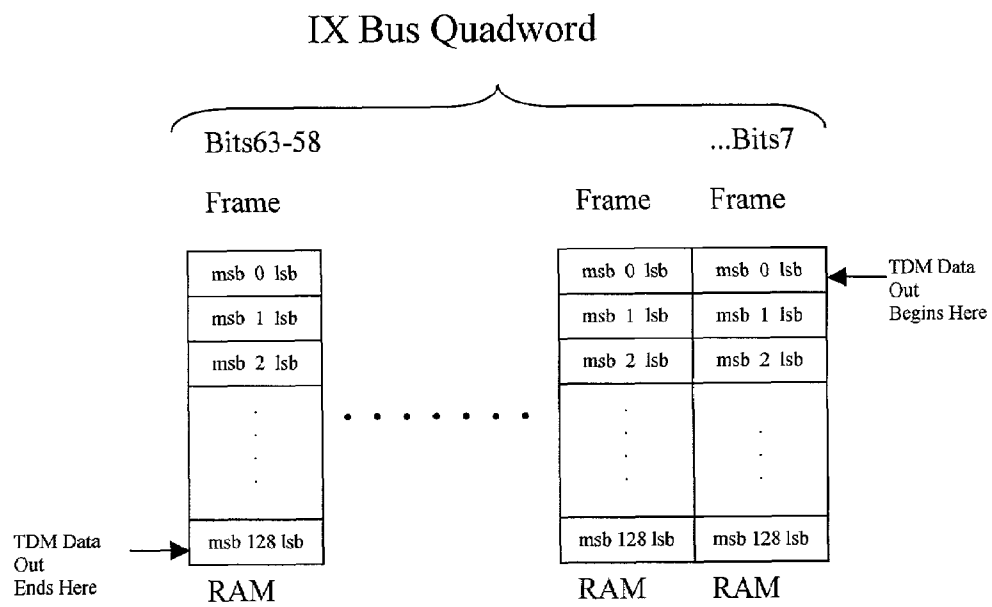 IX Bus Quadword
Bits63-58 ...Bits7
Frame Frame Frame
msb 0 lsb msb 0 lsb msb 0 lsb
TDM Data
Out
Begins Here
msb 1 lsb msb 1 lsb msb 1 lsb
msb 2 lsb msb 2 lsb msb 2 lsb
msb 128 lsb msb 128 lsb msb 128 lsb
TDM Data
Out
Ends Here
RAM RAM RAM